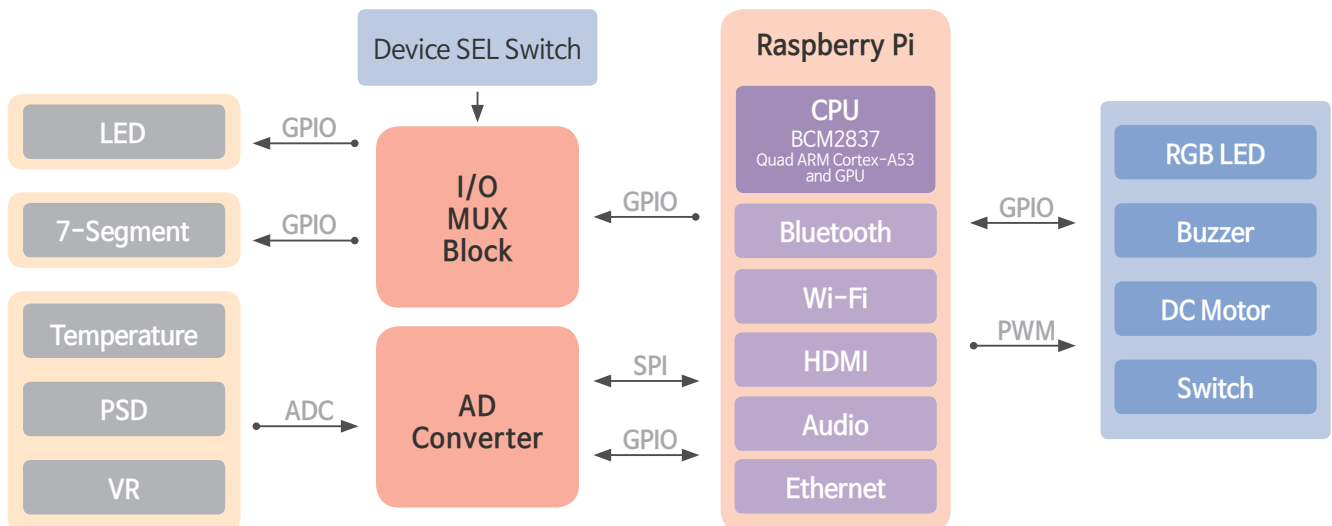 Device SEL Switch
LED
GPIO
7-Segment
GPIO
I/O
MUX
Block
GPIO
Temperature
PSD
VR
ADC
AD
Converter
SPI
GPIO
Raspberry Pi
CPU
BCM2837
Quad ARM Cortex-A53
and GPU
Bluetooth
Wi-Fi
HDMI
Audio
Ethernet
GPIO
PWM
RGB LED
Buzzer
DC Motor
Switch